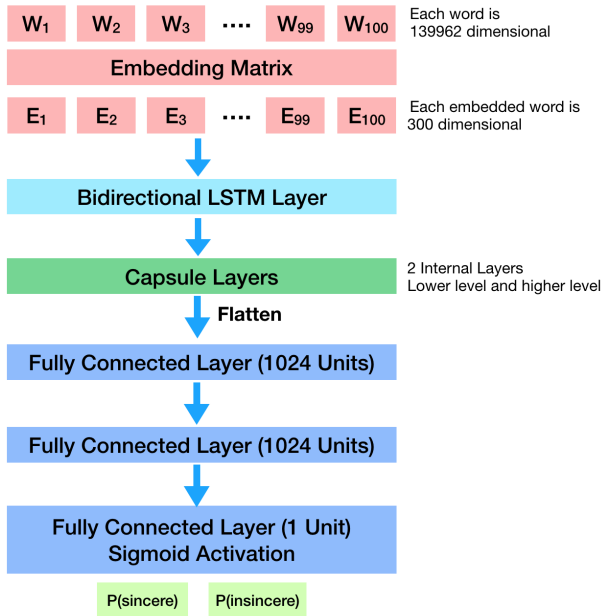 W1 W2 W3 .... W99 W100
Each word is
139962 dimensional
Embedding Matrix
E1 E2 E3 .... E99 E100
Each embedded word is
300 dimensional
Bidirectional LSTM Layer
Capsule Layers
2 Internal Layers
Lower level and higher level
Flatten
Fully Connected Layer (1024 Units)
Fully Connected Layer (1024 Units)
Fully Connected Layer (1 Unit)
Sigmoid Activation
P(sincere) P(insincere)